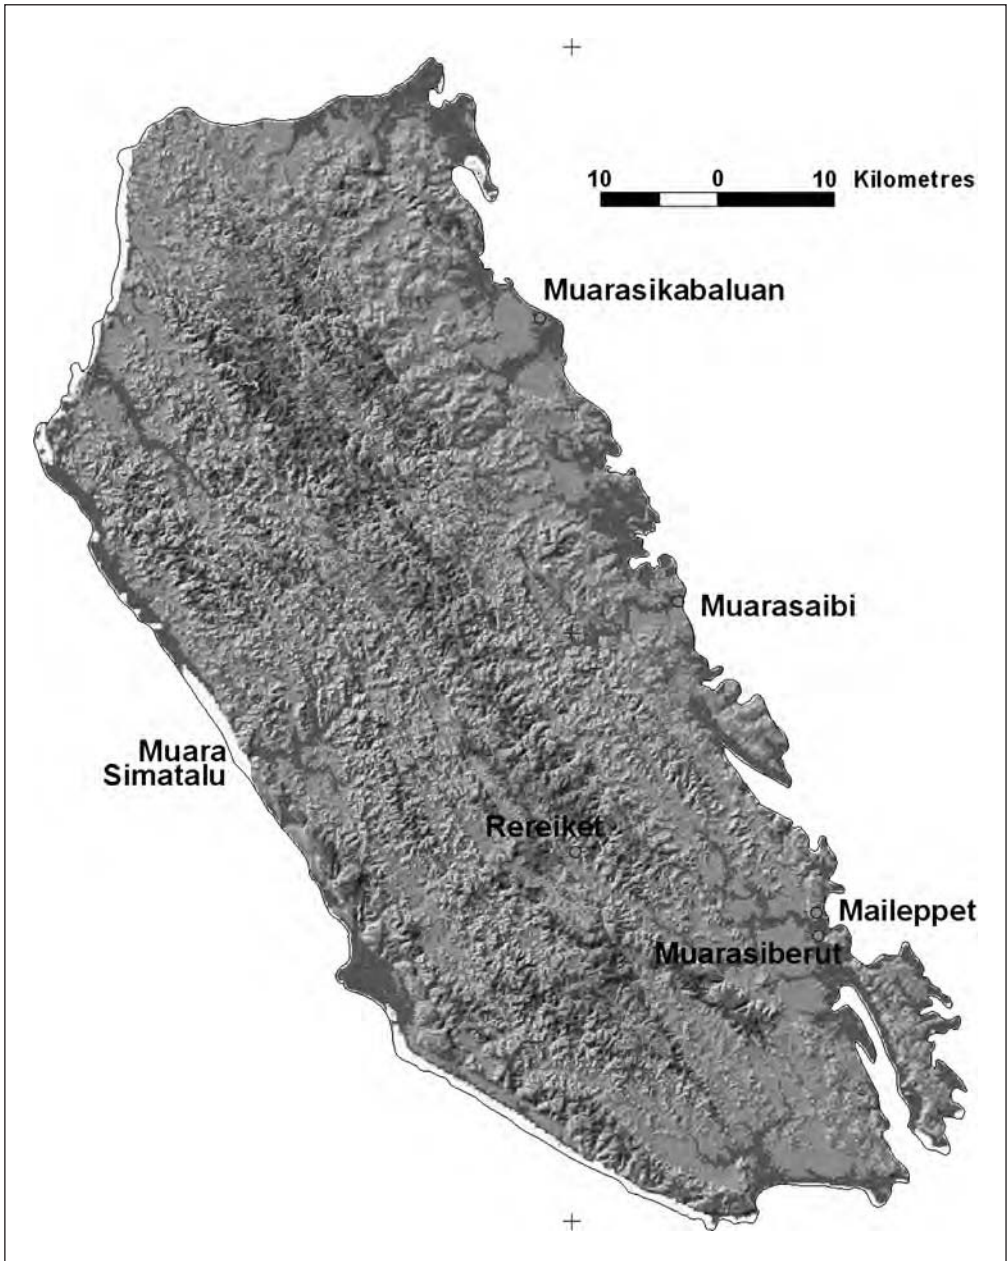 10 0 10 Kilometres
Muarasikabaluan
Muarasaibi
Muara
Simatalu
Rereiket
Maileppet
Muarasiberut